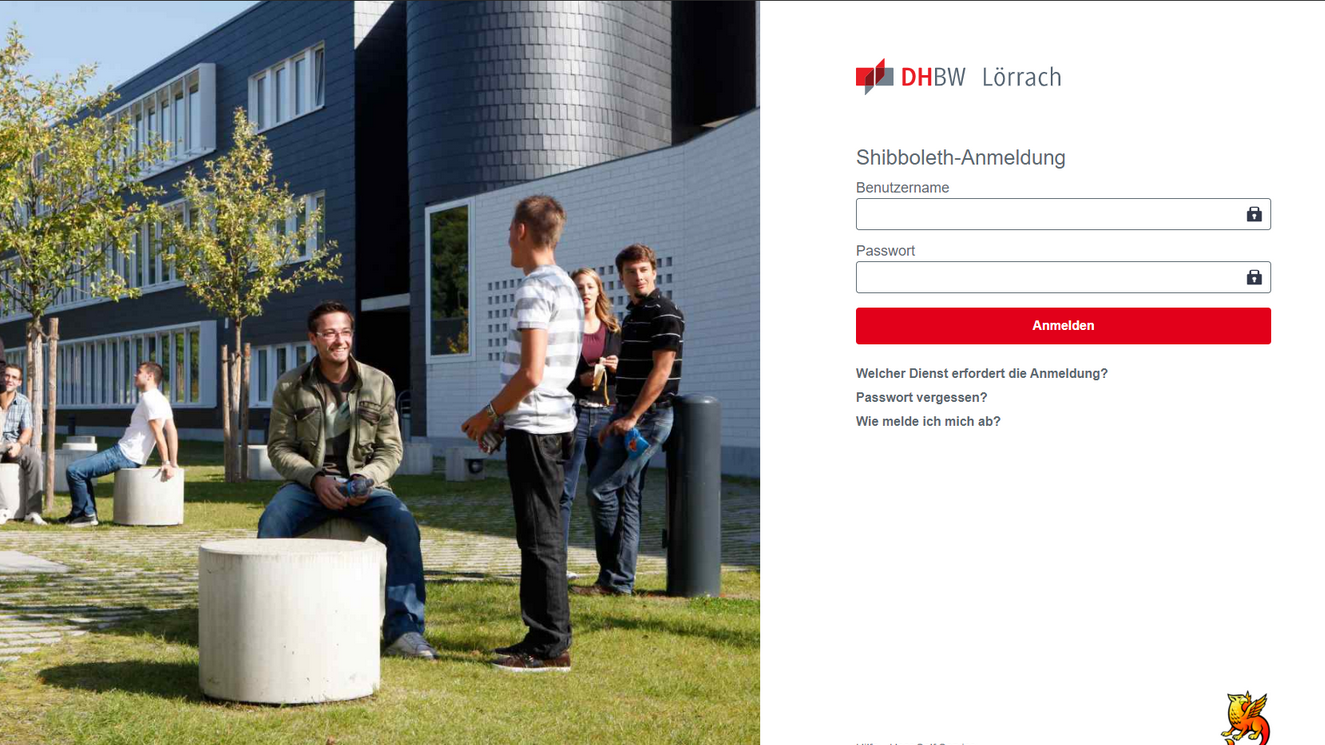 DHBW Lörrach
Shibboleth-Anmeldung
Benutzername
Passwort
Anmelden
Welcher Dienst erfordert die Anmeldung?
Passwort vergessen?
Wie melde ich mich ab?